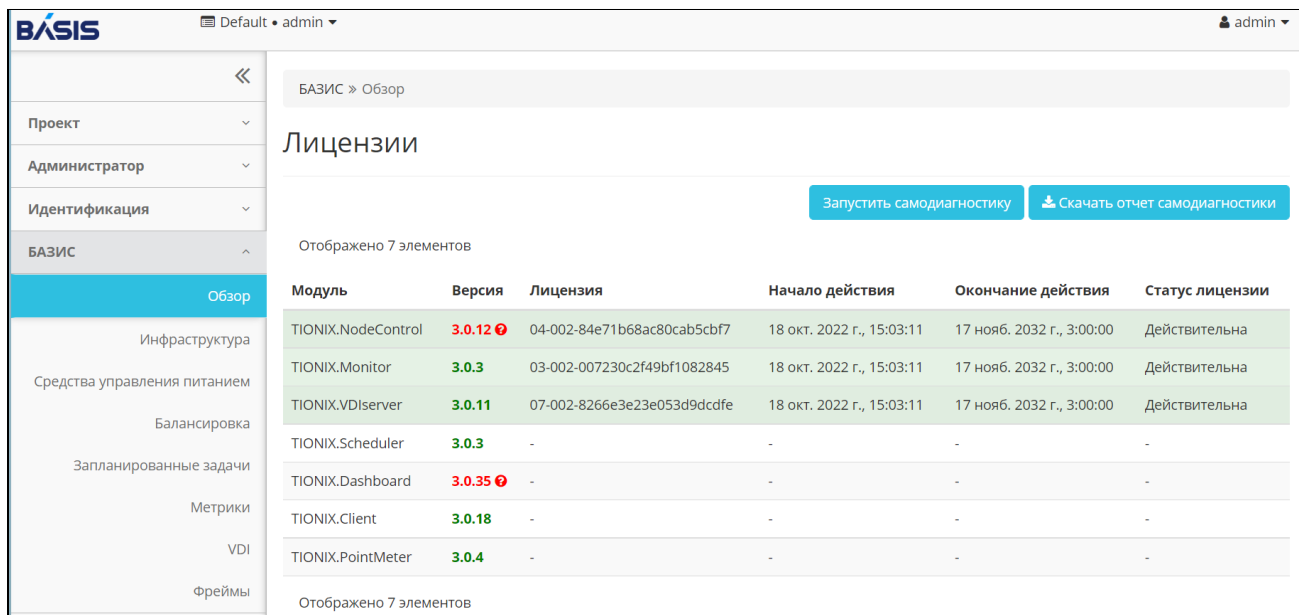 BASIS
Default • admin
admin
БАЗИС » Обзор
Проект
Администратор
Идентификация
БАЗИС
Обзор
Инфраструктура
Средства управления питанием
Балансировка
Запланированные задачи
Метрики
VDI
Фреймы
Лицензии
Запустить самодиагностику Скачать отчет самодиагностики
Отображено 7 элементов
Модуль Версия Лицензия Начало действия Окончание действия Статус лицензии
TIONIX.NodeControl 3.0.12 04-002-84e71b68ac80cab5cbf7 18 окт. 2022 г., 15:03:11 17 нояб. 2032 г., 3:00:00 Действительна
TIONIX.Monitor 3.0.3 03-002-007230c2f49bf1082845 18 окт. 2022 г., 15:03:11 17 нояб. 2032 г., 3:00:00 Действительна
TIONIX.VDIserver 3.0.11 07-002-8266e3e23e053d9dcdfe 18 окт. 2022 г., 15:03:11 17 нояб. 2032 г., 3:00:00 Действительна
TIONIX.Scheduler 3.0.3 - - - -
TIONIX.Dashboard 3.0.35 - - - -
TIONIX.Client 3.0.18 - - - -
TIONIX.PointMeter 3.0.4 - - - -
Отображено 7 элементов